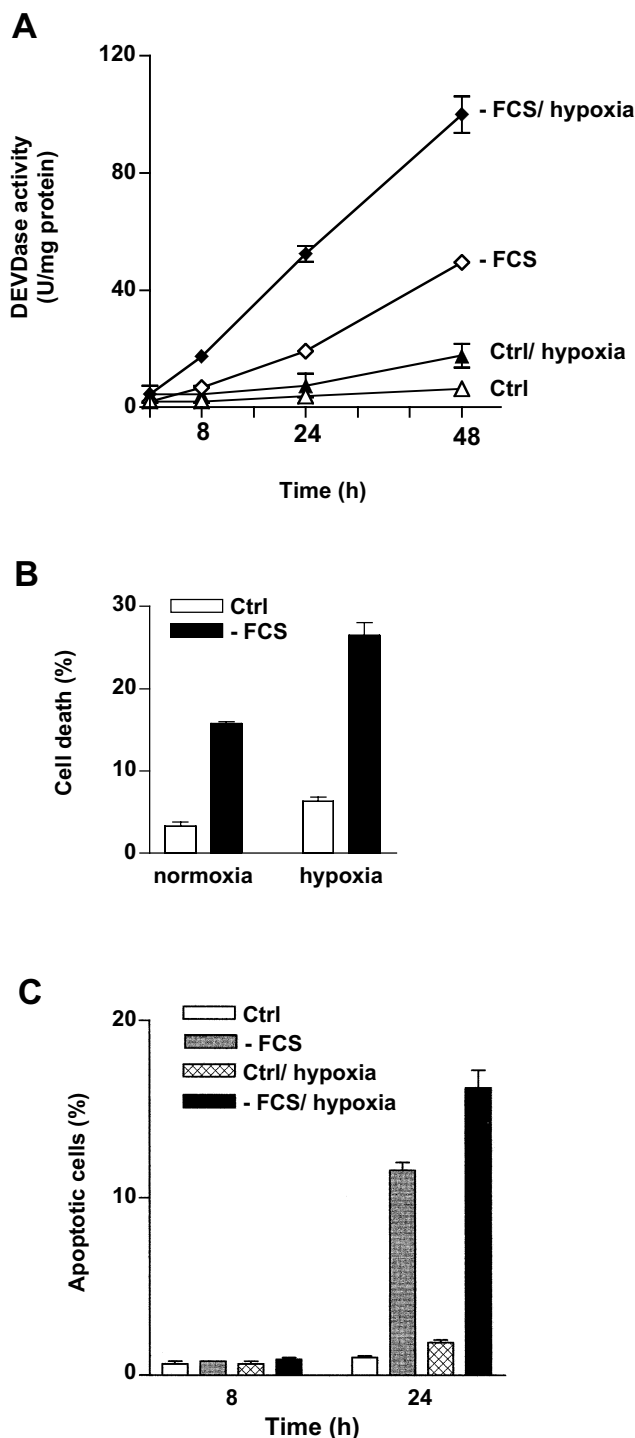 A
DEVDase activity
(U/mg protein)
120
80
40
0
- FCS/ hypoxia
- FCS
Ctrl/ hypoxia
Ctrl
8 24 48
Time (h)
B
Cell death (%)
30
20
10
0
Ctrl
- FCS
normoxia hypoxia
C
Apoptotic cells (%)
20
10
0
Ctrl
- FCS
Ctrl/ hypoxia
- FCS/ hypoxia
8 24
Time (h)